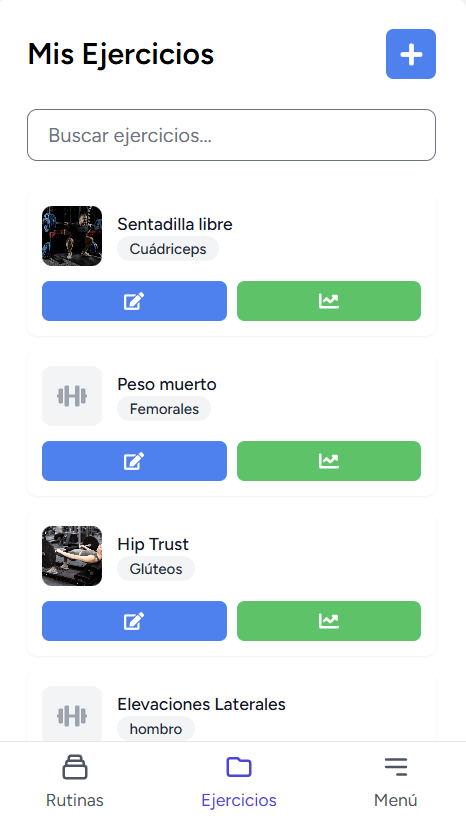 Mis Ejercicios
Buscar ejercicios...
Sentadilla libre
Cuádriceps
Peso muerto
Femorales
Hip Trust
Glúteos
Elevaciones Laterales
hombro
Rutinas
Ejercicios
Menú